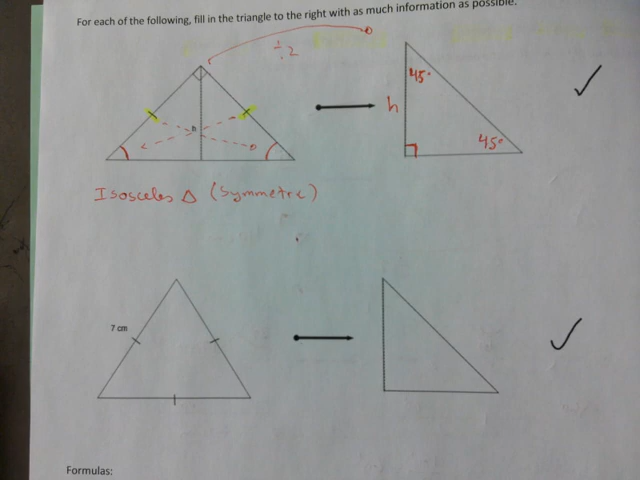 For each of the following, fill in the triangle to the right with as much information as possible.
÷2
45°
h
h
45°
Isosceles Δ (Symmetric)
7 cm
Formulas: